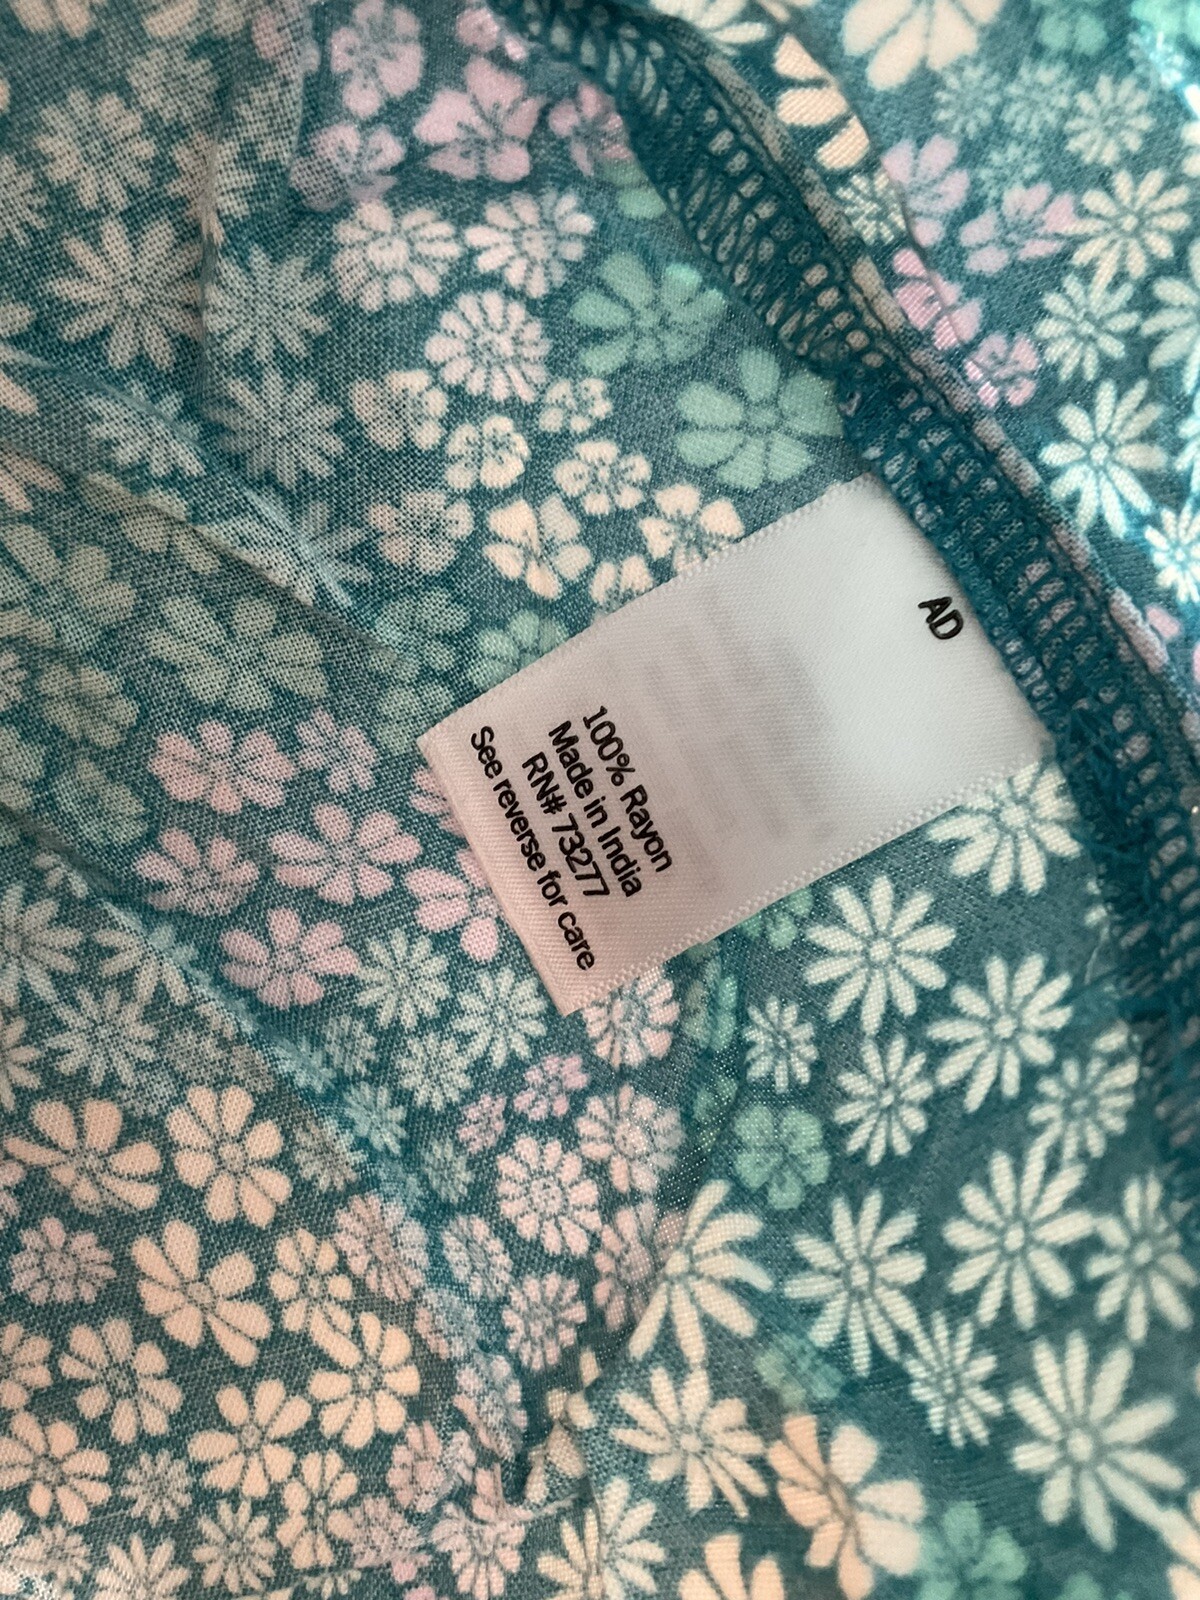 AD
100% Rayon
Made in India
RN# 73277
See reverse for care